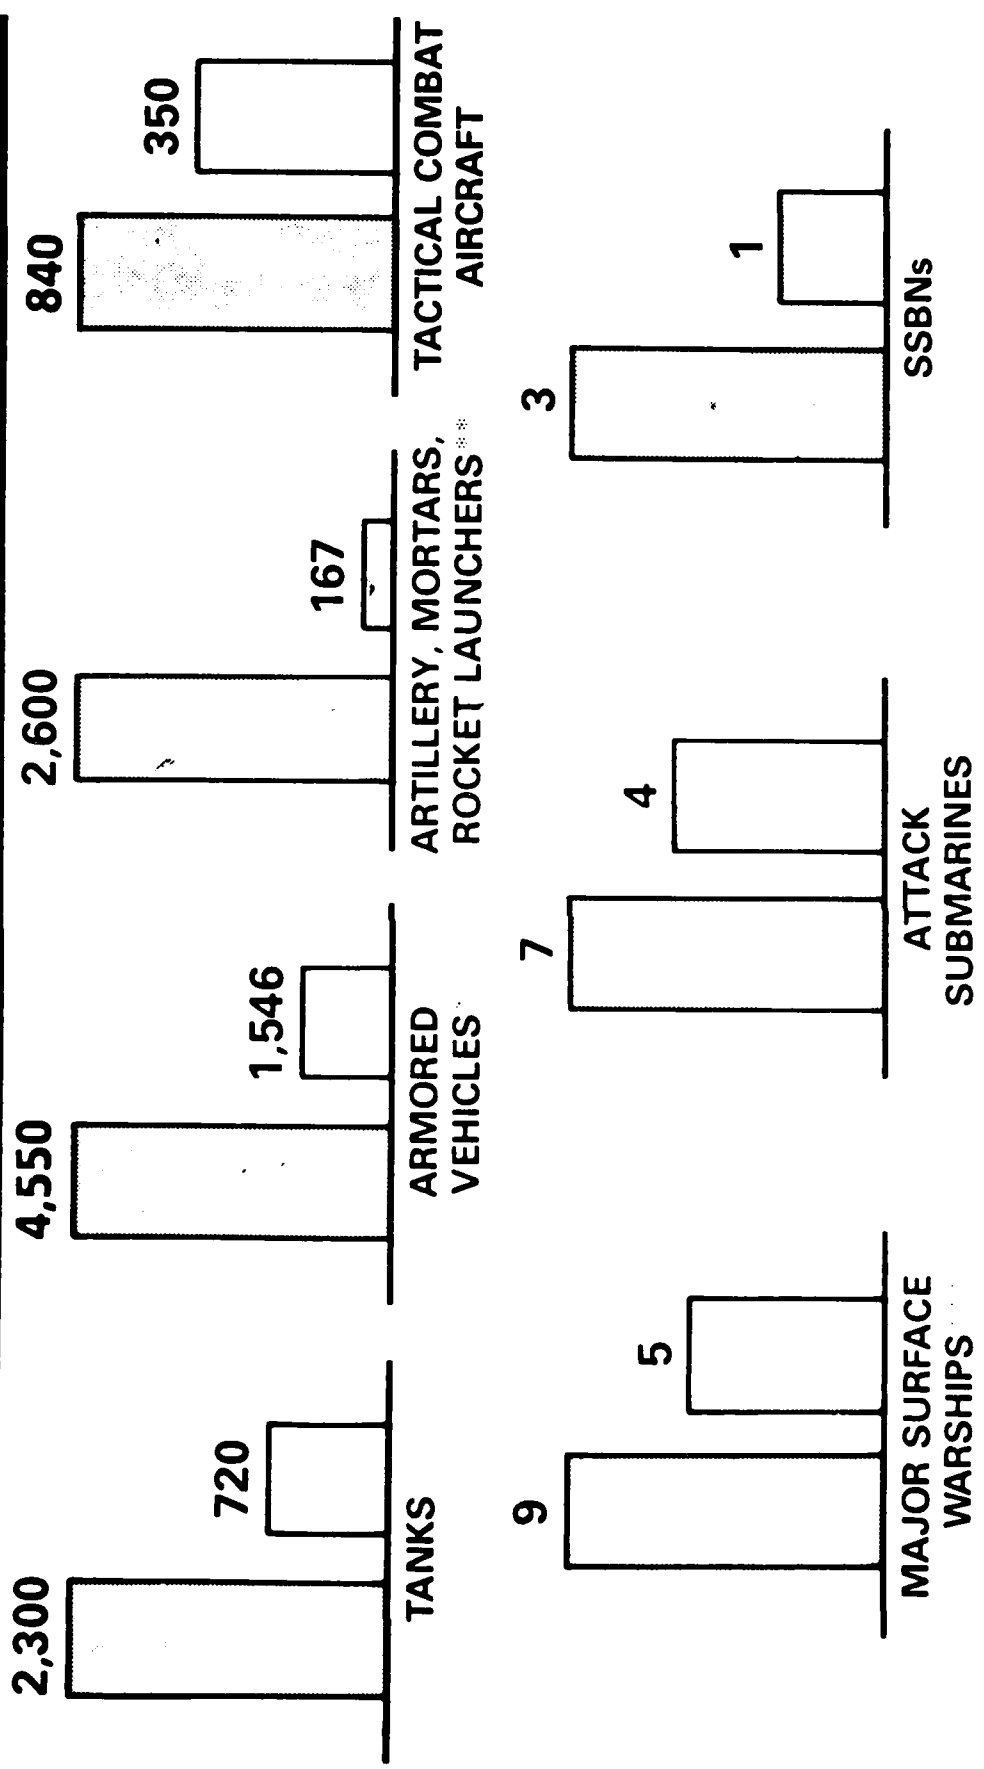 2,300
720
TANKS
4,550
1,546
ARMORED
VEHICLES
2,600
167
ARTILLERY, MORTARS,
ROCKET LAUNCHERS**
840
350
TACTICAL COMBAT
AIRCRAFT
9
5
MAJOR SURFACE
WARSHIPS
7
4
ATTACK
SUBMARINES
3
1
SSBNs